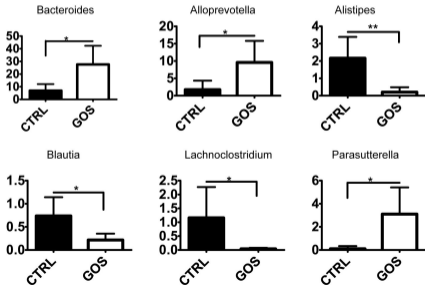 Bacteroides
50
40
30
20
10
0
*
CTRL
GOS
Alloprevotella
20
15
10
5
0
*
CTRL
GOS
Alistipes
4
3
2
1
0
**
CTRL
GOS
Blautia
1.5
1.0
0.5
0.0
*
CTRL
GOS
Lachnoclostridium
2.5
2.0
1.5
1.0
0.5
0.0
*
CTRL
GOS
Parasutterella
6
4
2
0
*
CTRL
GOS